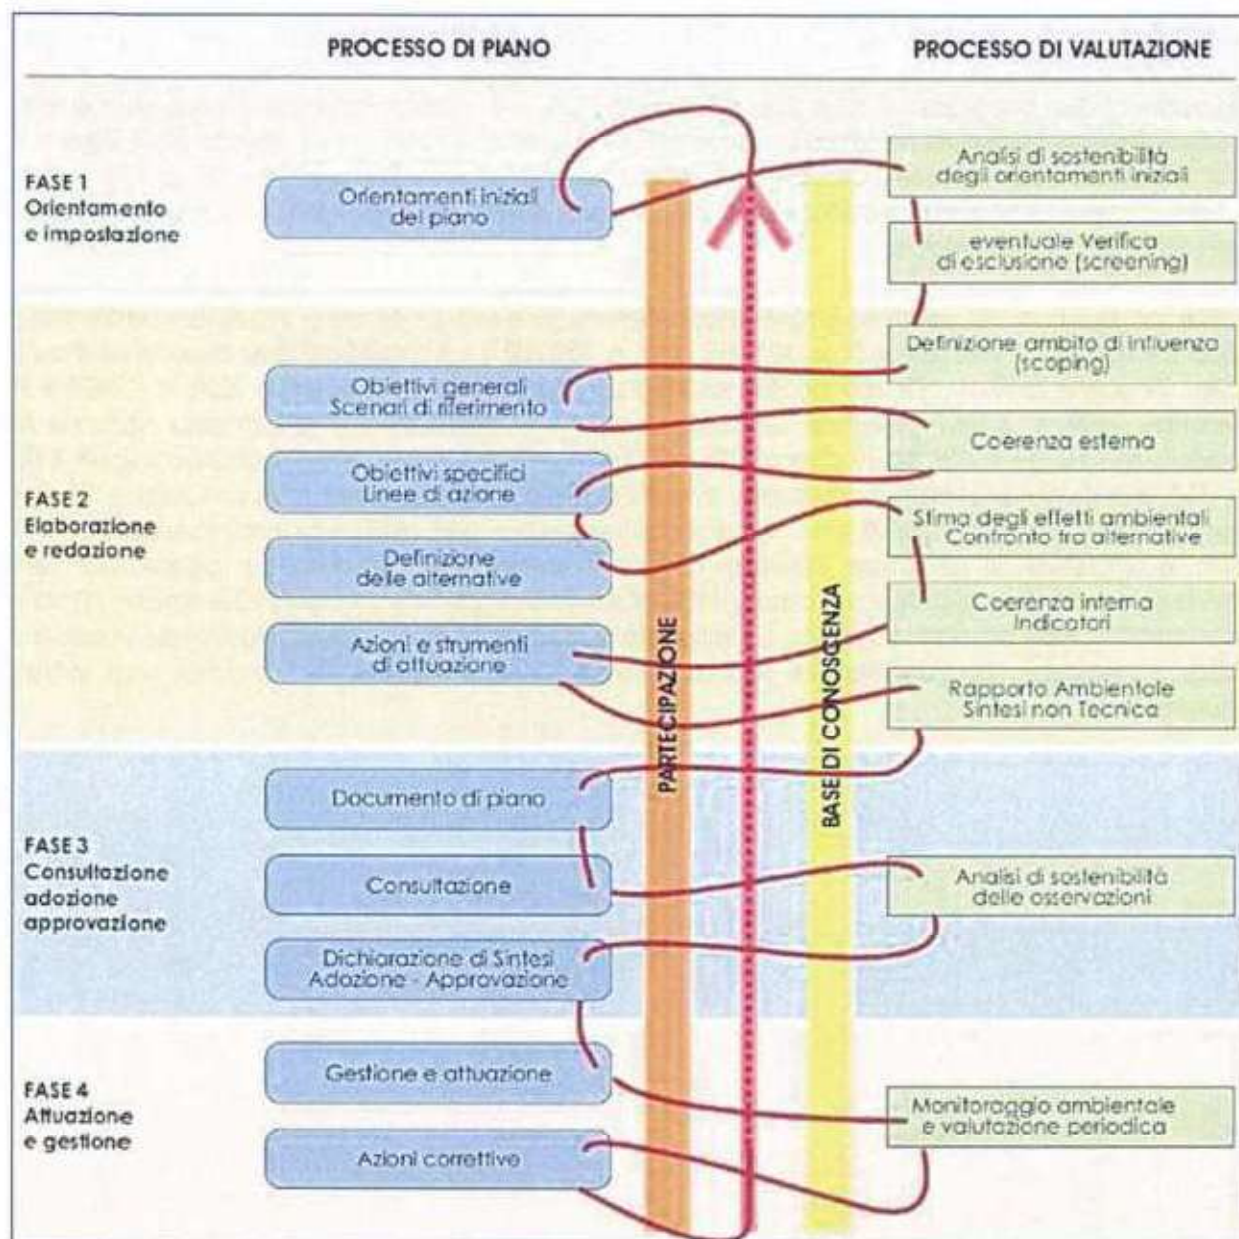 PROCESSO DI PIANO
PROCESSO DI VALUTAZIONE
FASE 1
Orientamento
e impostazione
Orientamenti iniziali
del piano
Analisi di sostenibilità
degli orientamenti iniziali
eventuale Verifica
di esclusione (screening)
Definizione ambito di influenza
(scoping)
FASE 2
Elaborazione
e redazione
Obiettivi generali
Scenari di riferimento
Coerenza esterna
Obiettivi specifici
Linee di azione
Definizione
delle alternative
Stima degli effetti ambientali
Confronto tra alternative
Coerenza interna
Indicatori
Azioni e strumenti
di attuazione
Rapporto Ambientale
Sintesi non Tecnica
PARTECIPAZIONE
BASE DI CONOSCENZA
FASE 3
Consultazione
adozione
approvazione
Documento di piano
Consultazione
Analisi di sostenibilità
delle osservazioni
Dichiarazione di Sintesi
Adozione - Approvazione
FASE 4
Attuazione
e gestione
Gestione e attuazione
Monitoraggio ambientale
e valutazione periodica
Azioni correttive